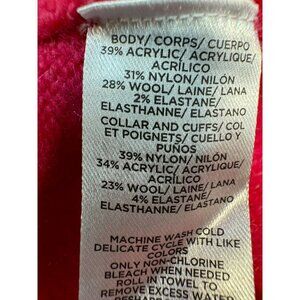 BODY/ CORPS/ CUERPO
39% ACRYLIC/ ACRYLIQUE/
ACRÍLICO
31% NYLON/ NILÓN
28% WOOL/ LAINE/ LANA
2% ELASTANE/
ELASTHANNE/ ELASTANO
COLLAR AND CUFFS/ COL
ET POIGNETS/ CUELLO Y
PUÑOS
39% NYLON/ NILÓN
34% ACRYLIC/ ACRYLIQUE/
ACRÍLICO
23% WOOL/ LAINE/ LANA
4% ELASTANE/
ELASTHANNE/ ELASTANO
MACHINE WASH COLD
DELICATE CYCLE WITH LIKE
COLORS
ONLY NON-CHLORINE
BLEACH WHEN NEEDED
ROLL IN TOWEL TO
REMOVE EXCESS WATER